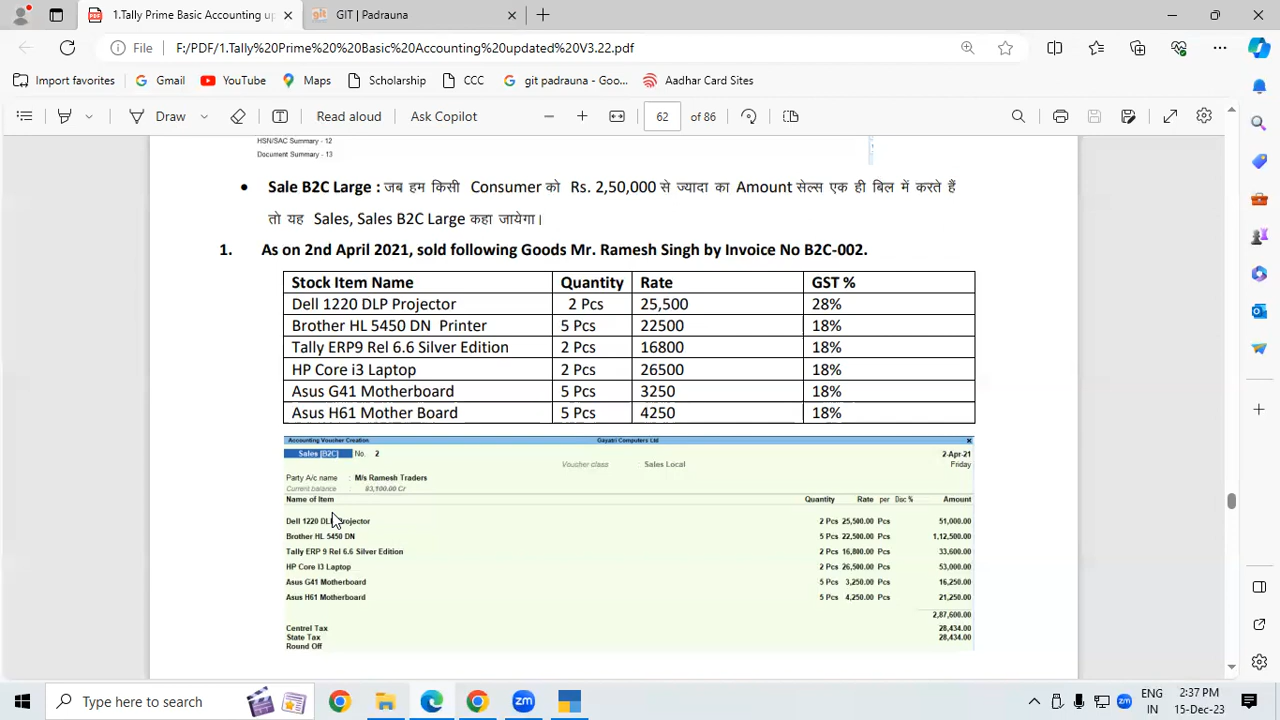 1.Tally Prime Basic Accounting up
GIT | Padrauna | 2021
File
F:/PDF/1.Tally%20Prime%20Basic%20Accounting%20updated%20V3.22.pdf
Import favorites
Gmail
YouTube
Maps
Scholarship
CCC
git padrauna - Goo...
Aadhar Card Sites
Draw
Read aloud
Ask Copilot
62
of 86
HSN/SAC Summary - 12
Document Summary - 13
• Sale B2C Large : जब हम किसी Consumer को Rs. 2,50,000 से ज्यादा का Amount सेल्स एक ही बिल में करते हैं
तो यह Sales, Sales B2C Large कहा जायेगा।
1. As on 2nd April 2021, sold following Goods Mr. Ramesh Singh by Invoice No B2C-002.
Stock Item Name Quantity Rate GST %
Dell 1220 DLP Projector 2 Pcs 25,500 28%
Brother HL 5450 DN Printer 5 Pcs 22500 18%
Tally ERP9 Rel 6.6 Silver Edition 2 Pcs 16800 18%
HP Core i3 Laptop 2 Pcs 26500 18%
Asus G41 Motherboard 5 Pcs 3250 18%
Asus H61 Mother Board 5 Pcs 4250 18%
Accounting Voucher Creation Gayatri Computers Ltd
Sales [B2C] No. 2 2-Apr-21
Voucher class : Sales Local Friday
Party A/c name : M/s Ramesh Traders
Current balance : 93,100.00 Cr
Name of Item Quantity Rate per Disc % Amount
Dell 1220 DLP Projector 2 Pcs 25,500.00 Pcs 51,000.00
Brother HL 5450 DN 5 Pcs 22,500.00 Pcs 1,12,500.00
Tally ERP 9 Rel 6.6 Silver Edition 2 Pcs 16,800.00 Pcs 33,600.00
HP Core I3 Laptop 2 Pcs 26,500.00 Pcs 53,000.00
Asus G41 Motherboard 5 Pcs 3,250.00 Pcs 16,250.00
Asus H61 Motherboard 5 Pcs 4,250.00 Pcs 21,250.00
2,87,600.00
Centrel Tax 28,434.00
State Tax 28,434.00
Round Off
Type here to search
ENG
IN
2:37 PM
15-Dec-23